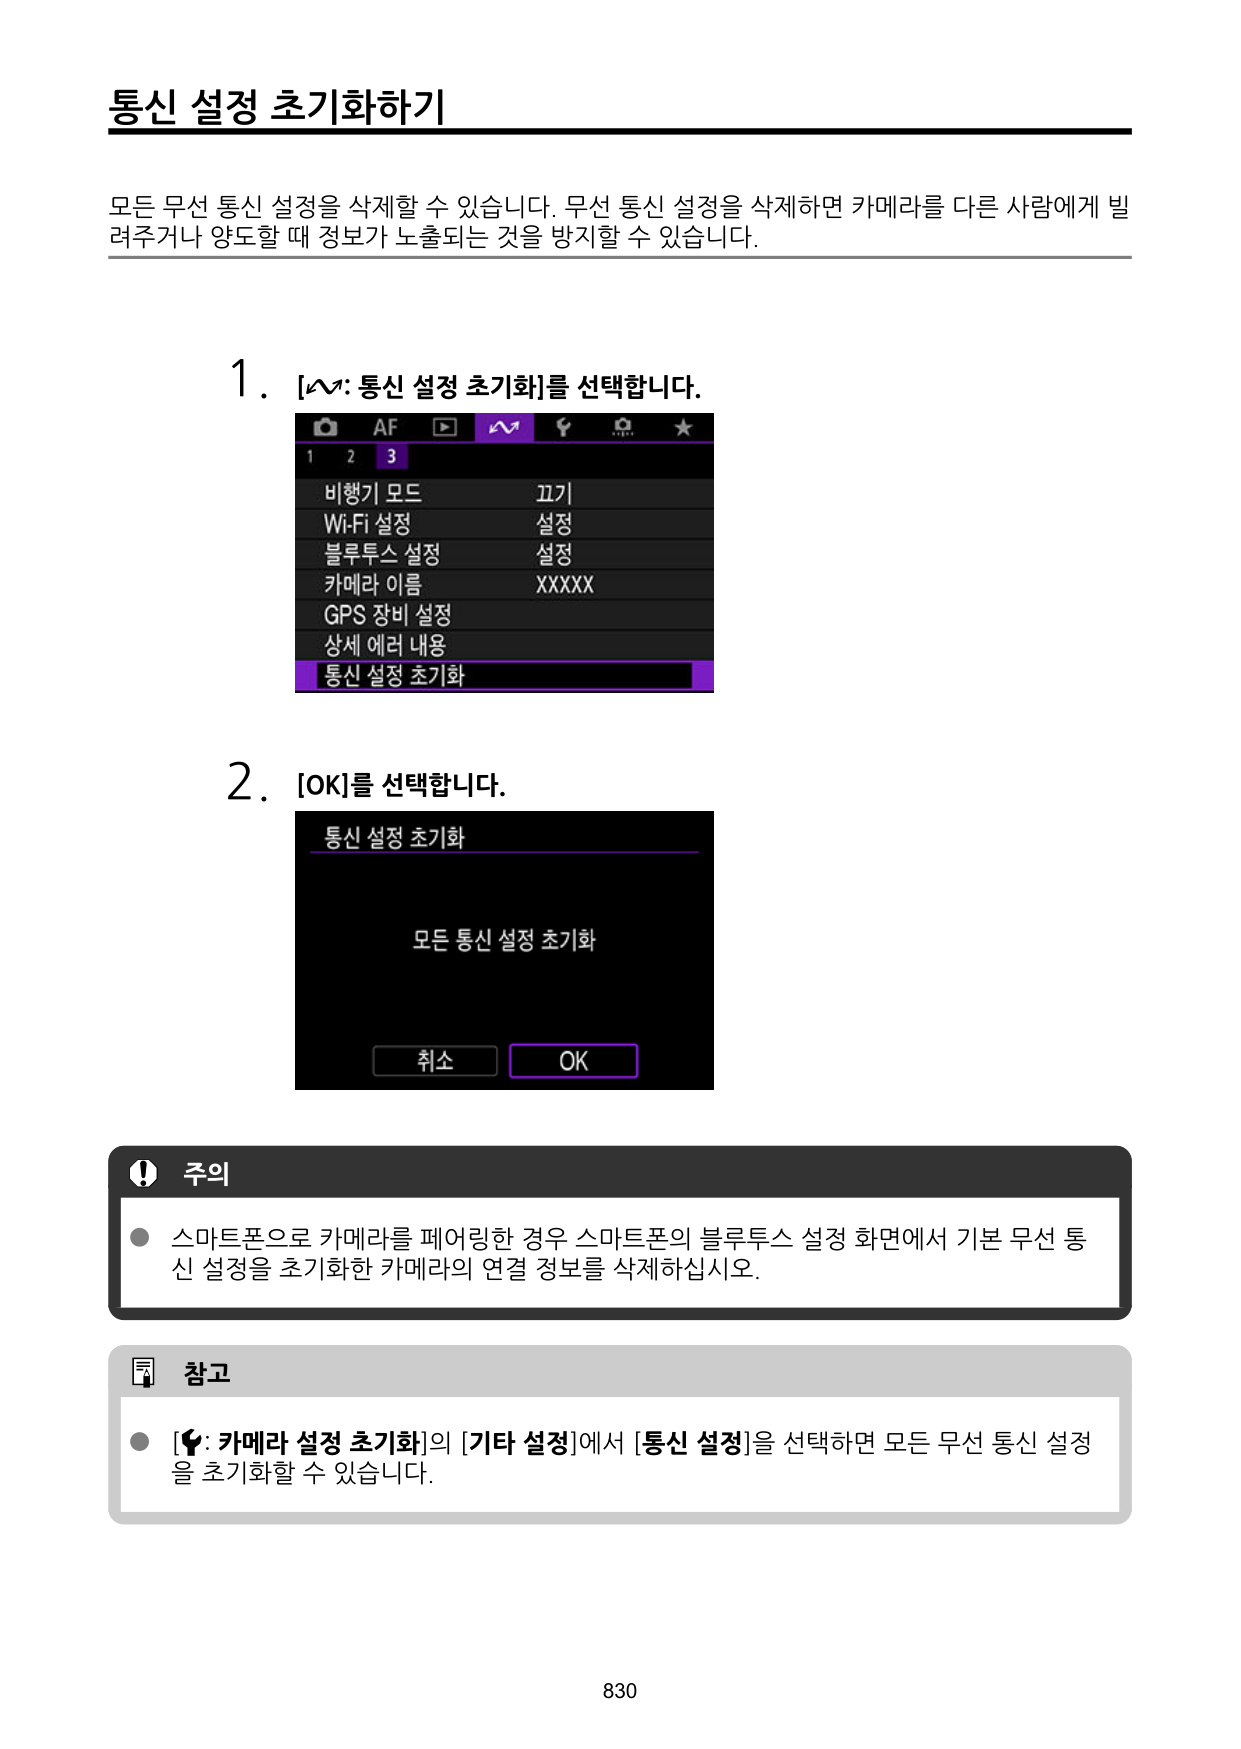 통신 설정 초기화하기
모든 무선 통신 설정을 삭제할 수 있습니다. 무선 통신 설정을 삭제하면 카메라를 다른 사람에게 빌
려주거나 양도할 때 정보가 노출되는 것을 방지할 수 있습니다.
1. [: 통신 설정 초기화]를 선택합니다.
AF
1 2 3
비행기 모드 끄기
Wi-Fi 설정 설정
블루투스 설정 설정
카메라 이름 XXXXX
GPS 장비 설정
상세 에러 내용
통신 설정 초기화
2. [OK]를 선택합니다.
통신 설정 초기화
모든 통신 설정 초기화
취소 OK
주의
● 스마트폰으로 카메라를 페어링한 경우 스마트폰의 블루투스 설정 화면에서 기본 무선 통
신 설정을 초기화한 카메라의 연결 정보를 삭제하십시오.
참고
● [: 카메라 설정 초기화]의 [기타 설정]에서 [통신 설정]을 선택하면 모든 무선 통신 설정
을 초기화할 수 있습니다.
830